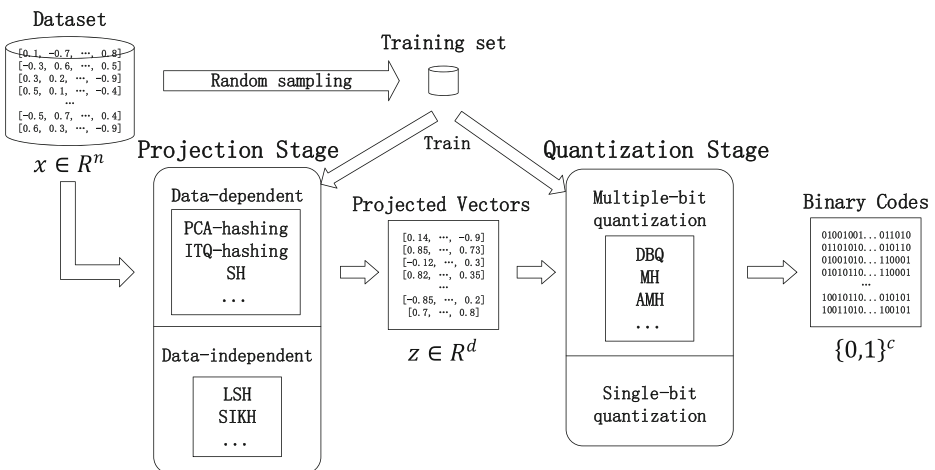 Dataset
[0.1, -0.7, …, 0.8]
[-0.3, 0.6, …, 0.5]
[0.3, 0.2, …, -0.9]
[0.5, 0.1, …, -0.4]
…
[-0.5, 0.7, …, 0.4]
[0.6, 0.3, …, -0.9]
x ∈ Rⁿ
Random sampling
Training set
Train
Projection Stage
Data-dependent
PCA-hashing
ITQ-hashing
SH
...
Data-independent
LSH
SIKH
...
Projected Vectors
[0.14, …, -0.9]
[0.85, …, 0.73]
[-0.12, …, 0.3]
[0.82, …, 0.35]
…
[-0.85, …, 0.2]
[0.7, …, 0.8]
z ∈ Rᵈ
Quantization Stage
Multiple-bit
quantization
DBQ
MH
AMH
...
Single-bit
quantization
Binary Codes
01001001...011010
01101010...010110
01001010...110001
01010110...110001
…
10010110...010101
10011010...100101
{0,1}ᶜ